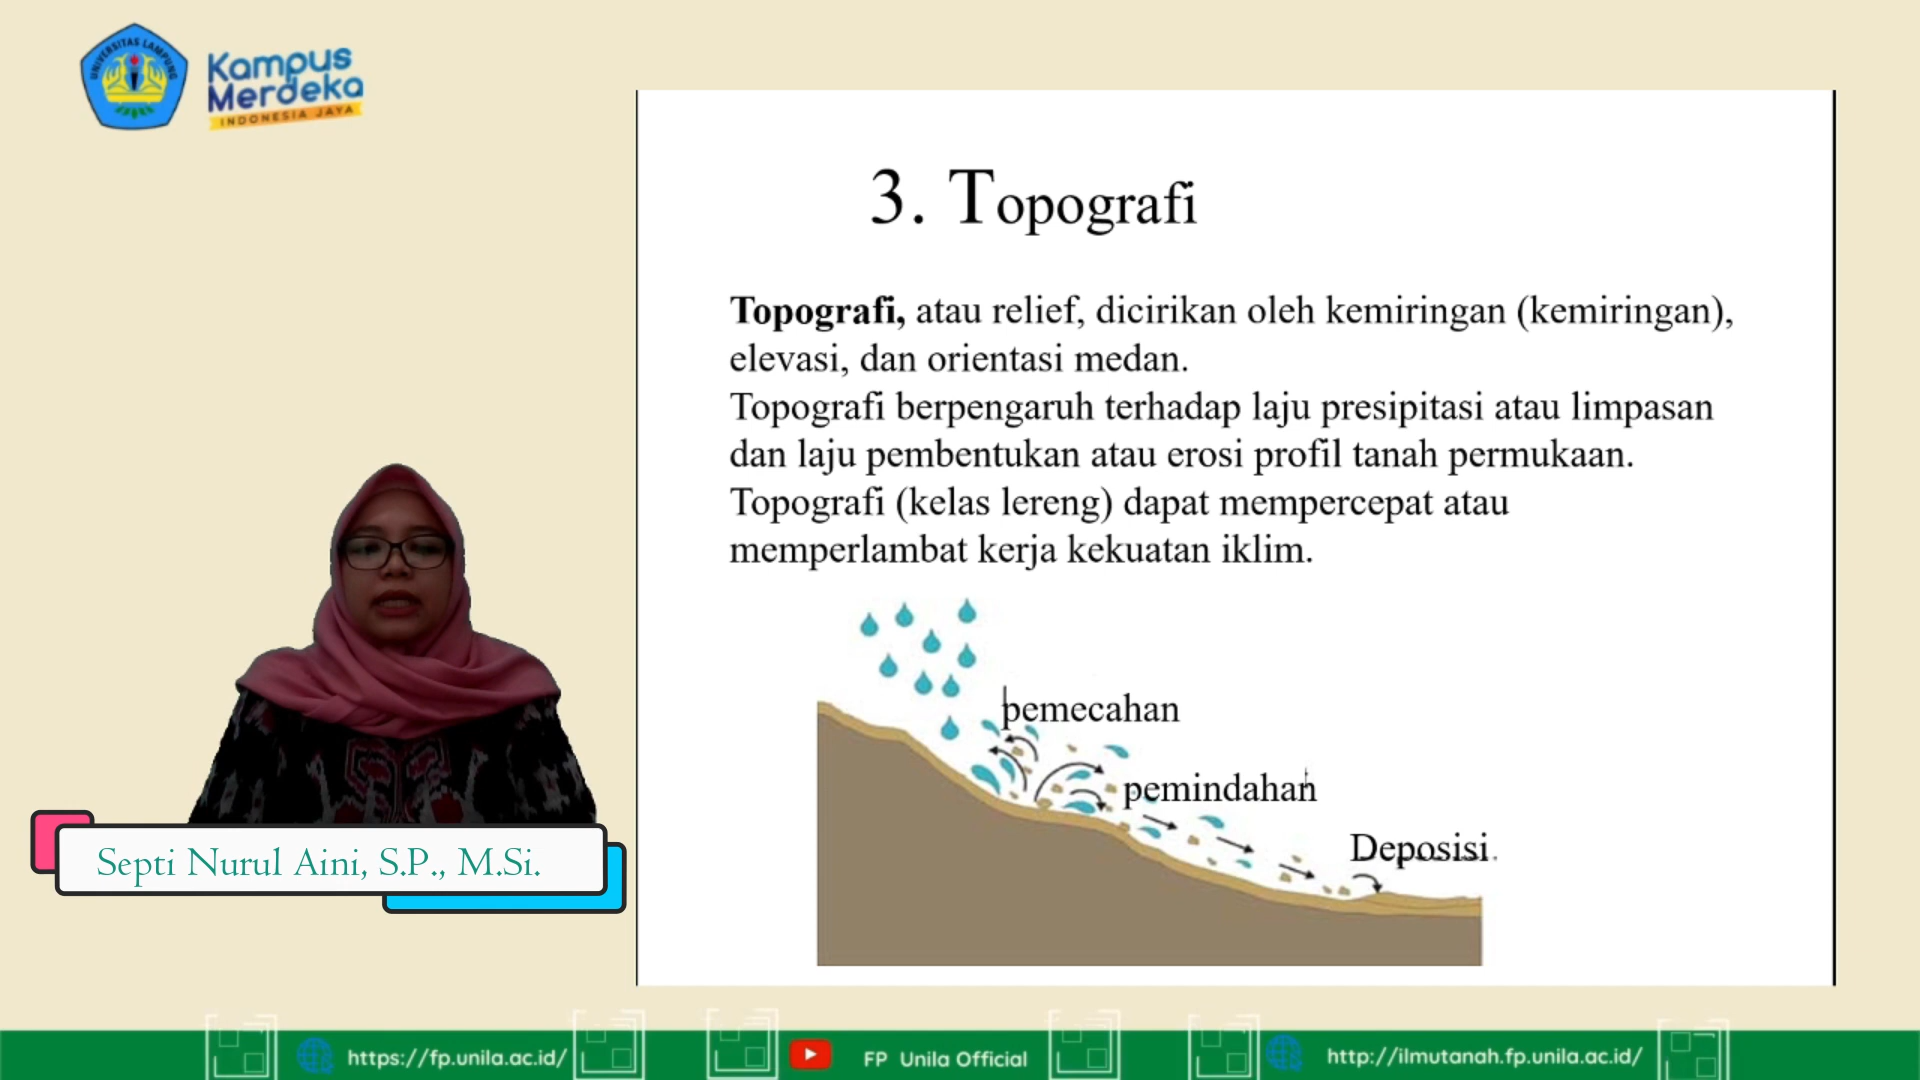 UNIVERSITAS LAMPUNG
Kampus
Merdeka
INDONESIA JAYA
3. Topografi
Topografi, atau relief, dicirikan oleh kemiringan (kemiringan),
elevasi, dan orientasi medan.
Topografi berpengaruh terhadap laju presipitasi atau limpasan
dan laju pembentukan atau erosi profil tanah permukaan.
Topografi (kelas lereng) dapat mempercepat atau
memperlambat kerja kekuatan iklim.
pemecahan
pemindahan
Deposisi
Septi Nurul Aini, S.P., M.Si.
https://fp.unila.ac.id/
FP Unila Official
http://ilmutanah.fp.unila.ac.id/